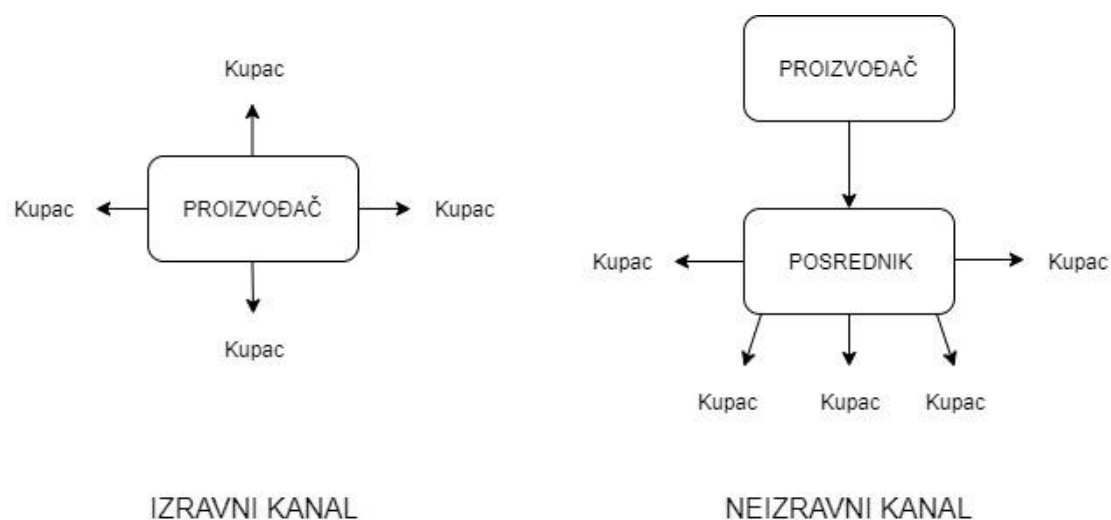 Kupac
Kupac
PROIZVOĐAČ
Kupac
Kupac
IZRAVNI KANAL
PROIZVOĐAČ
Kupac
POSREDNIK
Kupac
Kupac
Kupac
Kupac
NEIZRAVNI KANAL